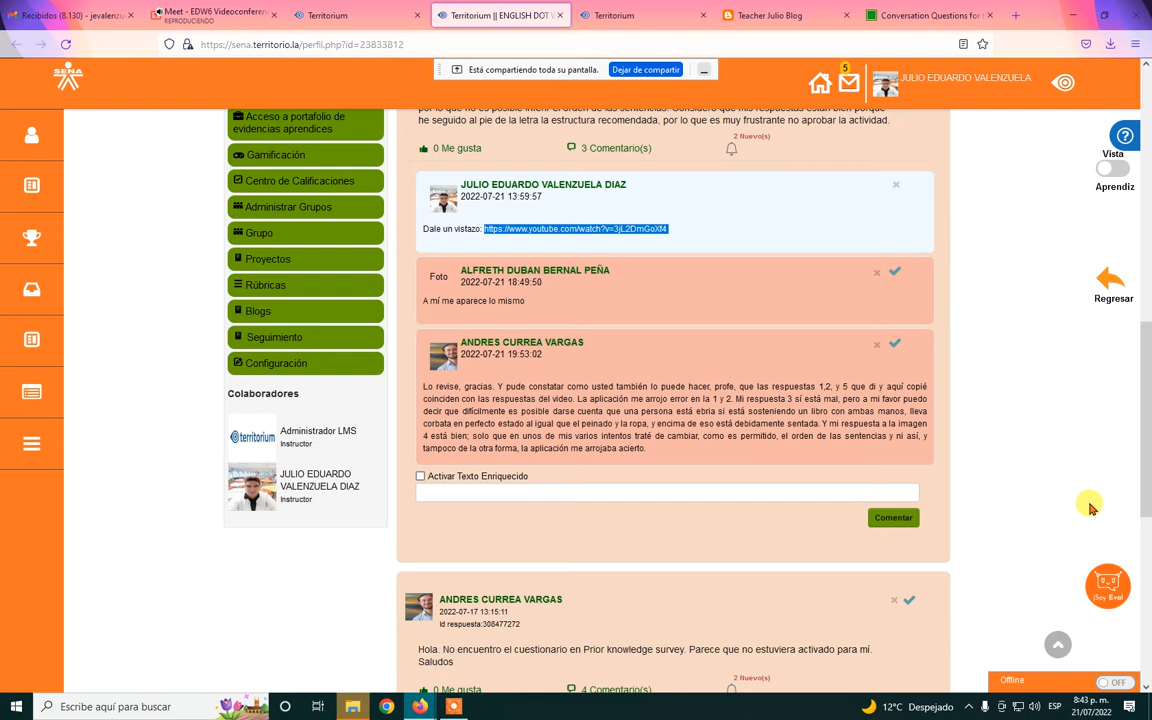 Recibidos (8,130) - jevalenzu
Meet - EDW6 Videoconferen
REPRODUCIENDO
Territorium
Territorium || ENGLISH DOT W
Territorium
Teacher Julio Blog
Conversation Questions for t
https://sena.territorio.la/perfil.php?id=23833812
Está compartiendo toda su pantalla.
Dejar de compartir
SENA
5
JULIO EDUARDO VALENZUELA
Vista
Aprendiz
Regresar
Acceso a portafolio de
evidencias aprendices
Gamificación
Centro de Calificaciones
Administrar Grupos
Grupo
Proyectos
Rúbricas
Blogs
Seguimiento
Configuración
Colaboradores
territorium
Administrador LMS
Instructor
JULIO EDUARDO
VALENZUELA DIAZ
Instructor
por lo que no es posible inferir el orden de las sentencias. Considero que mis respuestas están bien porque
he seguido al pie de la letra la estructura recomendada, por lo que es muy frustrante no aprobar la actividad.
0 Me gusta
3 Comentario(s)
2 Nuevo(s)
JULIO EDUARDO VALENZUELA DIAZ
2022-07-21 13:59:57
Dale un vistazo: https://www.youtube.com/watch?v=3jL2DmGoXf4
Foto
ALFRETH DUBAN BERNAL PEÑA
2022-07-21 18:49:50
A mí me aparece lo mismo
ANDRES CURREA VARGAS
2022-07-21 19:53:02
Lo revise, gracias. Y pude constatar como usted también lo puede hacer, profe, que las respuestas 1,2, y 5 que di y aquí copié
coinciden con las respuestas del video. La aplicación me arrojo error en la 1 y 2. Mi respuesta 3 sí está mal, pero a mi favor puedo
decir que difícilmente es posible darse cuenta que una persona está ebria si está sosteniendo un libro con ambas manos, lleva
corbata en perfecto estado al igual que el peinado y la ropa, y encima de eso está debidamente sentada. Y mi respuesta a la imagen
4 está bien; solo que en unos de mis varios intentos traté de cambiar, como es permitido, el orden de las sentencias y ni así, y
tampoco de la otra forma, la aplicación me arrojaba acierto.
Activar Texto Enriquecido
Comentar
ANDRES CURREA VARGAS
2022-07-17 13:15:11
Id respuesta:308477272
Hola. No encuentro el cuestionario en Prior knowledge survey. Parece que no estuviera activado para mí.
Saludos
0 Me gusta
4 Comentario(s)
2 Nuevo(s)
¡Soy Evo!
Offline
OFF
Escribe aquí para buscar
12°C Despejado
ESP
8:43 p. m.
21/07/2022